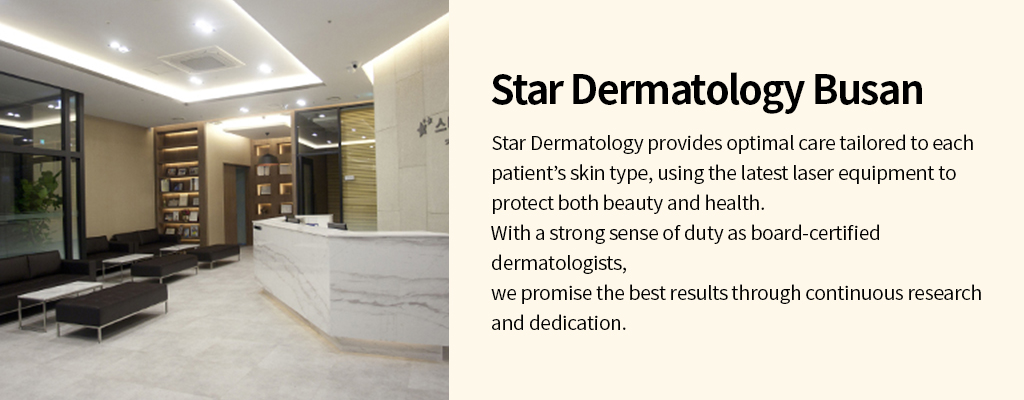 Star Dermatology Busan
Star Dermatology provides optimal care tailored to each
patient’s skin type, using the latest laser equipment to
protect both beauty and health.
With a strong sense of duty as board-certified
dermatologists,
we promise the best results through continuous research
and dedication.